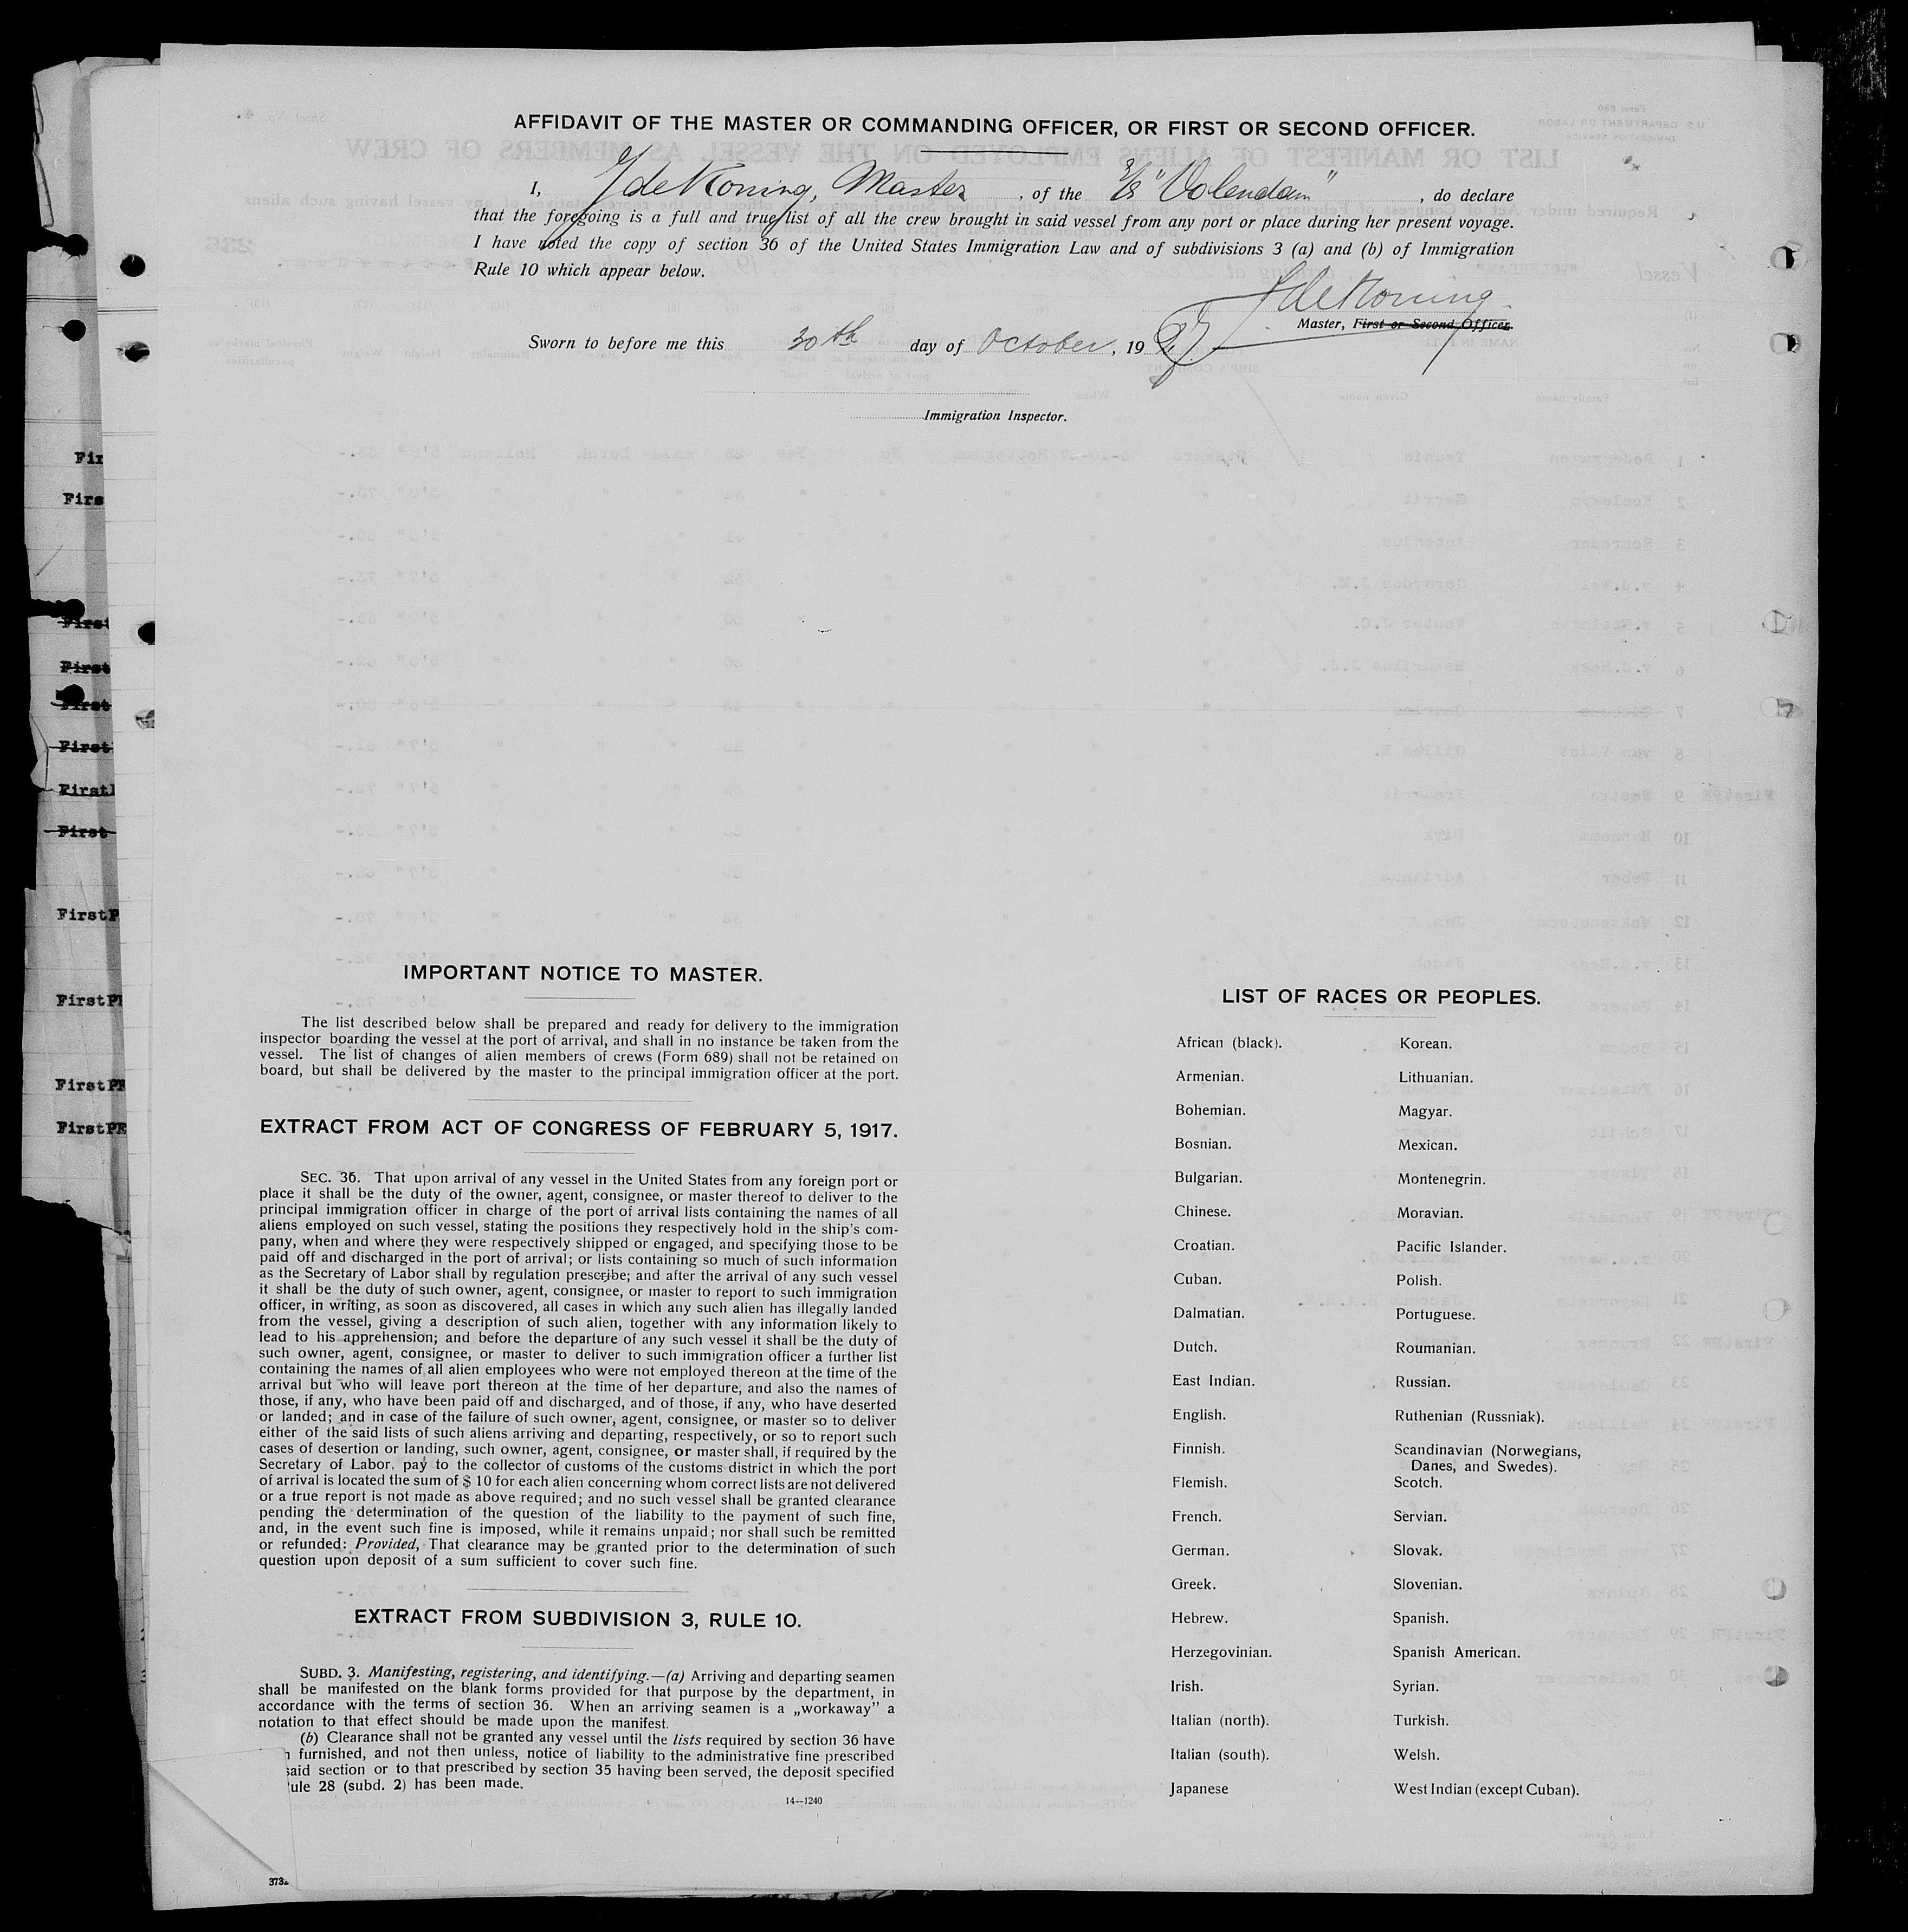 AFFIDAVIT OF THE MASTER OR COMMANDING OFFICER, OR FIRST OR SECOND OFFICER.
I, J de Koning, Master, of the S/S "Volendam", do declare
that the foregoing is a full and true list of all the crew brought in said vessel from any port or place during her present voyage.
I have noted the copy of section 36 of the United States Immigration Law and of subdivisions 3 (a) and (b) of Immigration
Rule 10 which appear below.
J de Koning
Master, First or Second Officer.
Sworn to before me this 30th day of October, 1927
Immigration Inspector.
Fir
Firs
First
First
First
First
First
First
FirstP
FirstP
FirstPE
FirstPE
IMPORTANT NOTICE TO MASTER.
The list described below shall be prepared and ready for delivery to the immigration
inspector boarding the vessel at the port of arrival, and shall in no instance be taken from the
vessel. The list of changes of alien members of crews (Form 689) shall not be retained on
board, but shall be delivered by the master to the principal immigration officer at the port.
EXTRACT FROM ACT OF CONGRESS OF FEBRUARY 5, 1917.
SEC. 36. That upon arrival of any vessel in the United States from any foreign port or
place it shall be the duty of the owner, agent, consignee, or master thereof to deliver to the
principal immigration officer in charge of the port of arrival lists containing the names of all
aliens employed on such vessel, stating the positions they respectively hold in the ship's com-
pany, when and where they were respectively shipped or engaged, and specifying those to be
paid off and discharged in the port of arrival; or lists containing so much of such information
as the Secretary of Labor shall by regulation prescribe; and after the arrival of any such vessel
it shall be the duty of such owner, agent, consignee, or master to report to such immigration
officer, in writing, as soon as discovered, all cases in which any such alien has illegally landed
from the vessel, giving a description of such alien, together with any information likely to
lead to his apprehension; and before the departure of any such vessel it shall be the duty of
such owner, agent, consignee, or master to deliver to such immigration officer a further list
containing the names of all alien employees who were not employed thereon at the time of the
arrival but who will leave port thereon at the time of her departure, and also the names of
those, if any, who have been paid off and discharged, and of those, if any, who have deserted
or landed; and in case of the failure of such owner, agent, consignee, or master so to deliver
either of the said lists of such aliens arriving and departing, respectively, or so to report such
cases of desertion or landing, such owner, agent, consignee, or master shall, if required by the
Secretary of Labor, pay to the collector of customs of the customs district in which the port
of arrival is located the sum of $ 10 for each alien concerning whom correct lists are not delivered
or a true report is not made as above required; and no such vessel shall be granted clearance
pending the determination of the question of the liability to the payment of such fine,
and, in the event such fine is imposed, while it remains unpaid; nor shall such be remitted
or refunded: Provided, That clearance may be granted prior to the determination of such
question upon deposit of a sum sufficient to cover such fine.
EXTRACT FROM SUBDIVISION 3, RULE 10.
SUBD. 3. Manifesting, registering, and identifying.—(a) Arriving and departing seamen
shall be manifested on the blank forms provided for that purpose by the department, in
accordance with the terms of section 36. When an arriving seamen is a „workaway" a
notation to that effect should be made upon the manifest.
(b) Clearance shall not be granted any vessel until the lists required by section 36 have
furnished, and not then unless, notice of liability to the administrative fine prescribed
said section or to that prescribed by section 35 having been served, the deposit specified
ule 28 (subd. 2) has been made.
14—1240
LIST OF RACES OR PEOPLES.
African (black).
Armenian.
Bohemian.
Bosnian.
Bulgarian.
Chinese.
Croatian.
Cuban.
Dalmatian.
Dutch.
East Indian.
English.
Finnish.
Flemish.
French.
German.
Greek.
Hebrew.
Herzegovinian.
Irish.
Italian (north).
Italian (south).
Japanese
Korean.
Lithuanian.
Magyar.
Mexican.
Montenegrin.
Moravian.
Pacific Islander.
Polish.
Portuguese.
Roumanian.
Russian.
Ruthenian (Russniak).
Scandinavian (Norwegians,
Danes, and Swedes).
Scotch.
Servian.
Slovak.
Slovenian.
Spanish.
Spanish American.
Syrian.
Turkish.
Welsh.
West Indian (except Cuban).
373